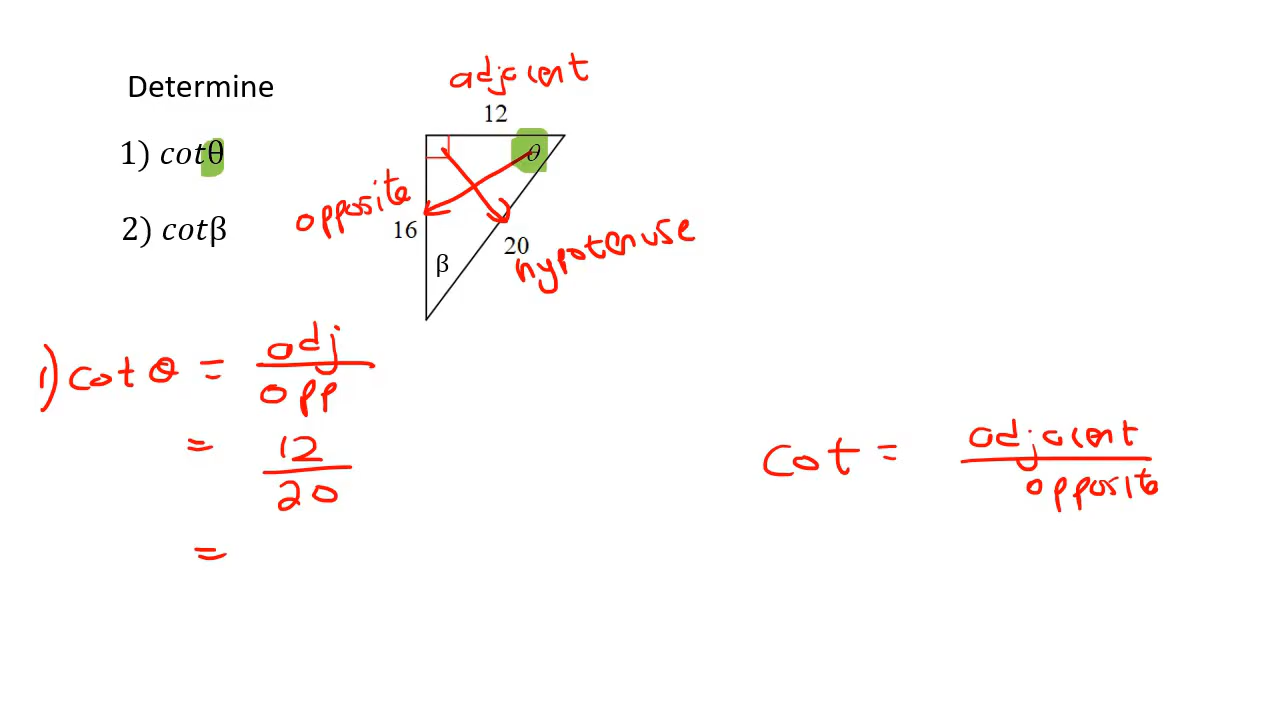 Determine
1) cotθ
2) cotβ
adjacent
12
θ
opposite
16
20
hypotenuse
β
1) cot θ = adj / opp
= 12 / 20
=
cot = adjacent / opposite